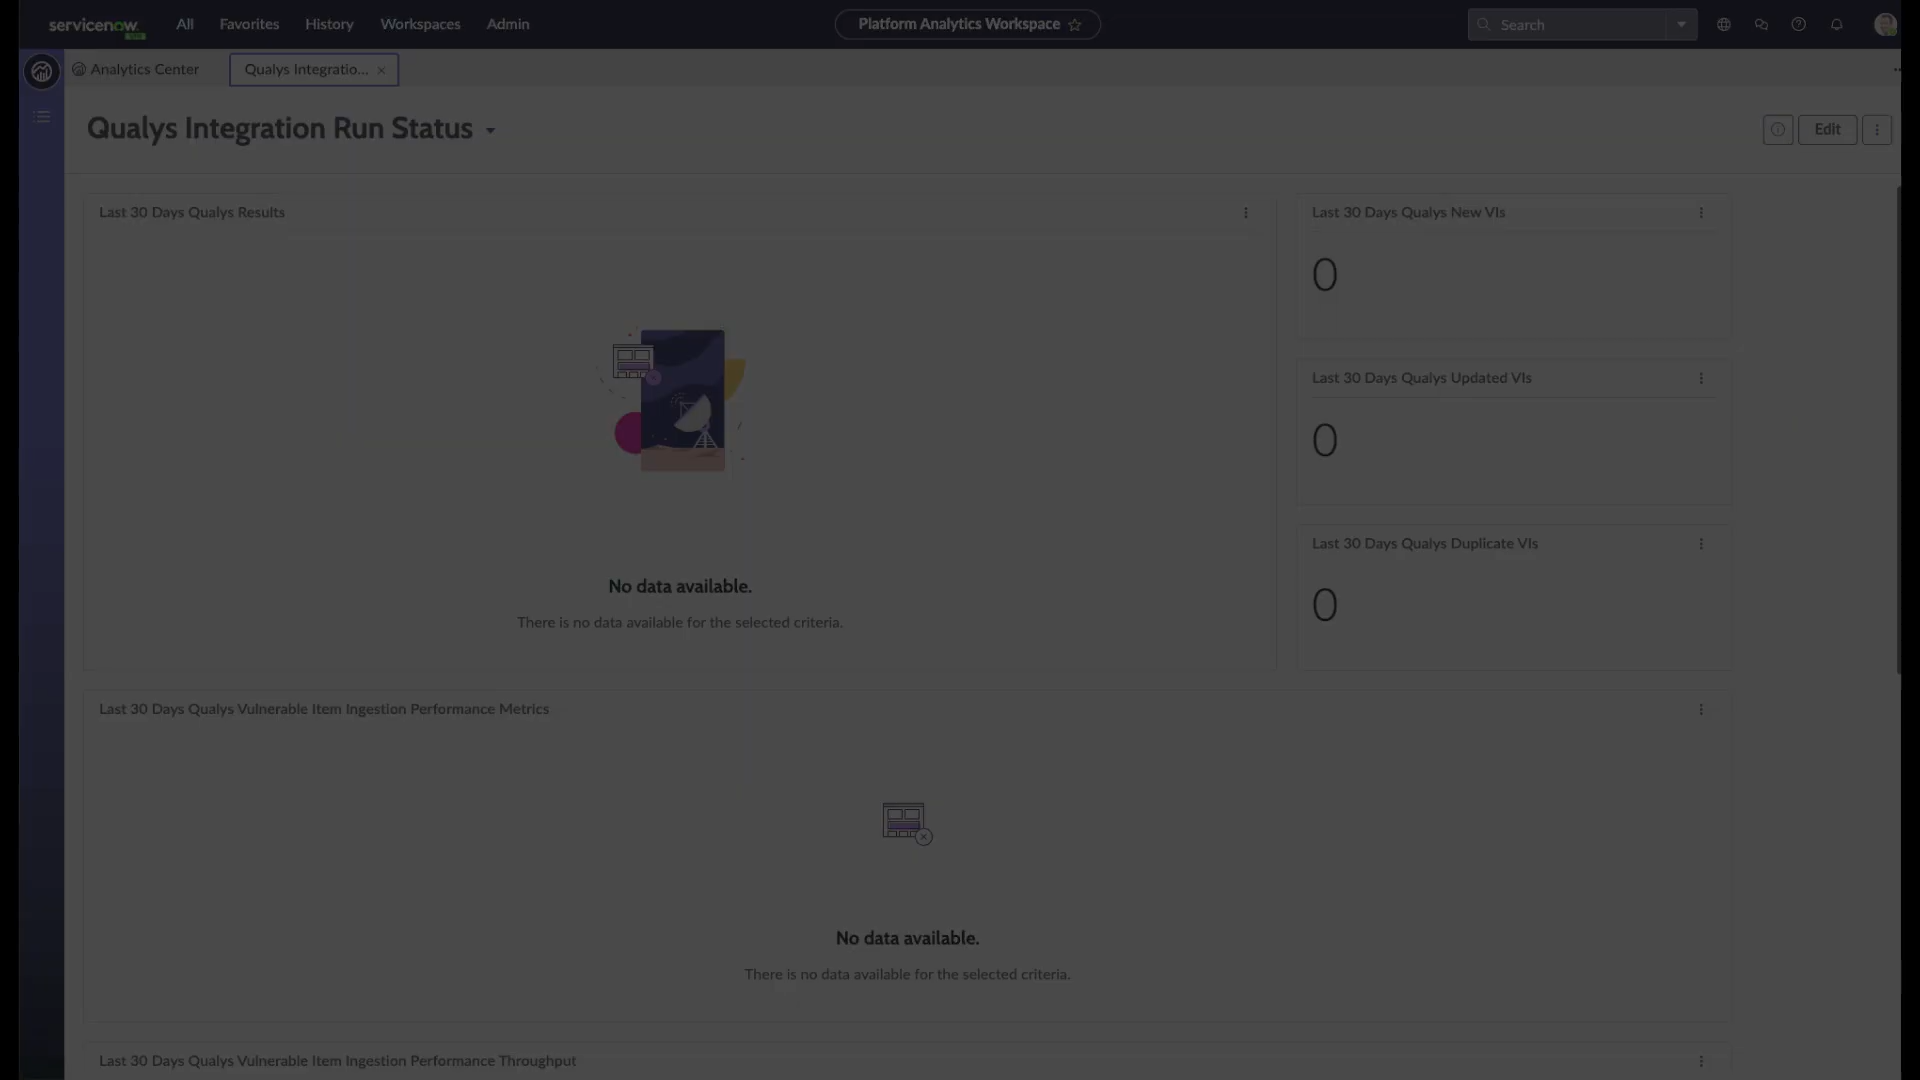 servicenow
All
Favorites
History
Workspaces
Admin
Platform Analytics Workspace
Search
Analytics Center
Qualys Integratio...
Qualys Integration Run Status
Edit
Last 30 Days Qualys Results
No data available.
There is no data available for the selected criteria.
Last 30 Days Qualys New VIs
0
Last 30 Days Qualys Updated VIs
0
Last 30 Days Qualys Duplicate VIs
0
Last 30 Days Qualys Vulnerable Item Ingestion Performance Metrics
No data available.
There is no data available for the selected criteria.
Last 30 Days Qualys Vulnerable Item Ingestion Performance Throughput